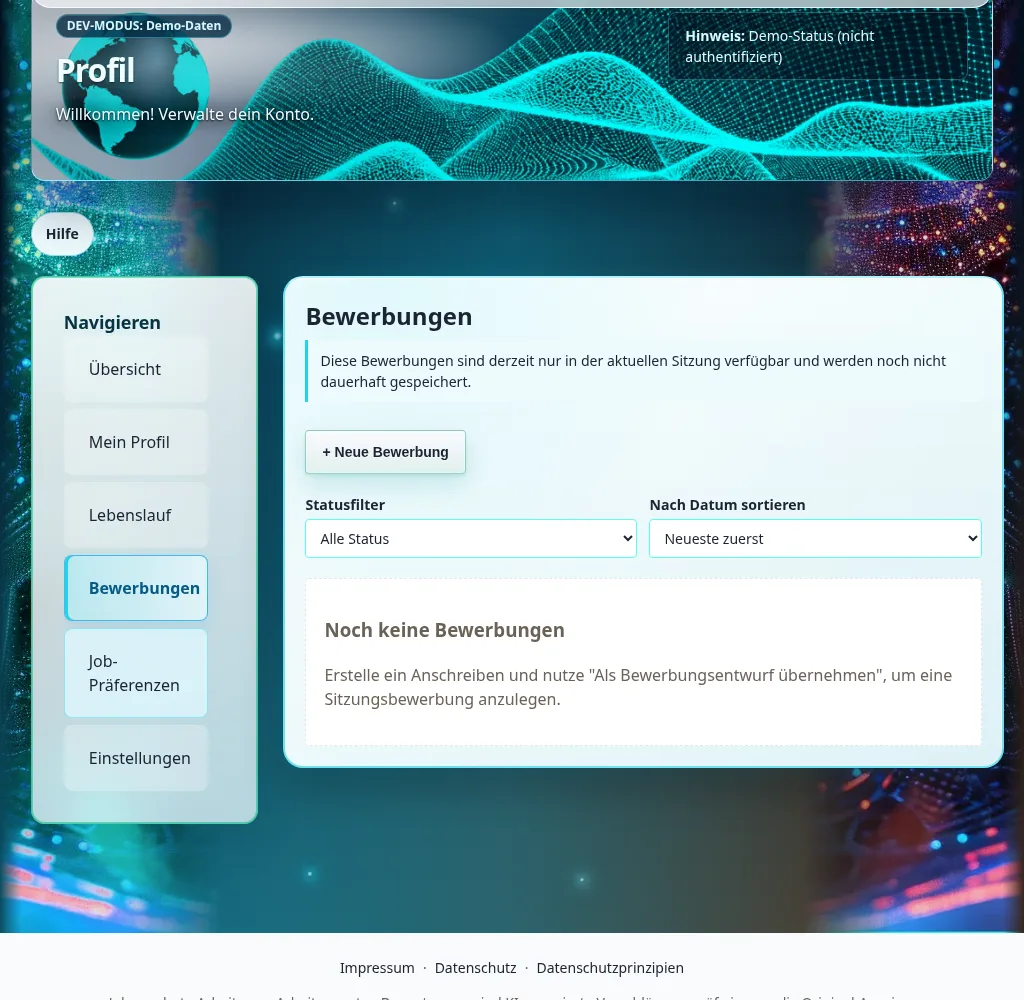 DEV-MODUS: Demo-Daten
Profil
Willkommen! Verwalte dein Konto.
Hinweis: Demo-Status (nicht
authentifiziert)
Hilfe
Navigieren
Übersicht
Mein Profil
Lebenslauf
Bewerbungen
Job-
Präferenzen
Einstellungen
Bewerbungen
Diese Bewerbungen sind derzeit nur in der aktuellen Sitzung verfügbar und werden noch nicht
dauerhaft gespeichert.
+ Neue Bewerbung
Statusfilter
Nach Datum sortieren
Alle Status
Neueste zuerst
Noch keine Bewerbungen
Erstelle ein Anschreiben und nutze "Als Bewerbungsentwurf übernehmen", um eine
Sitzungsbewerbung anzulegen.
Impressum · Datenschutz · Datenschutzprinzipien